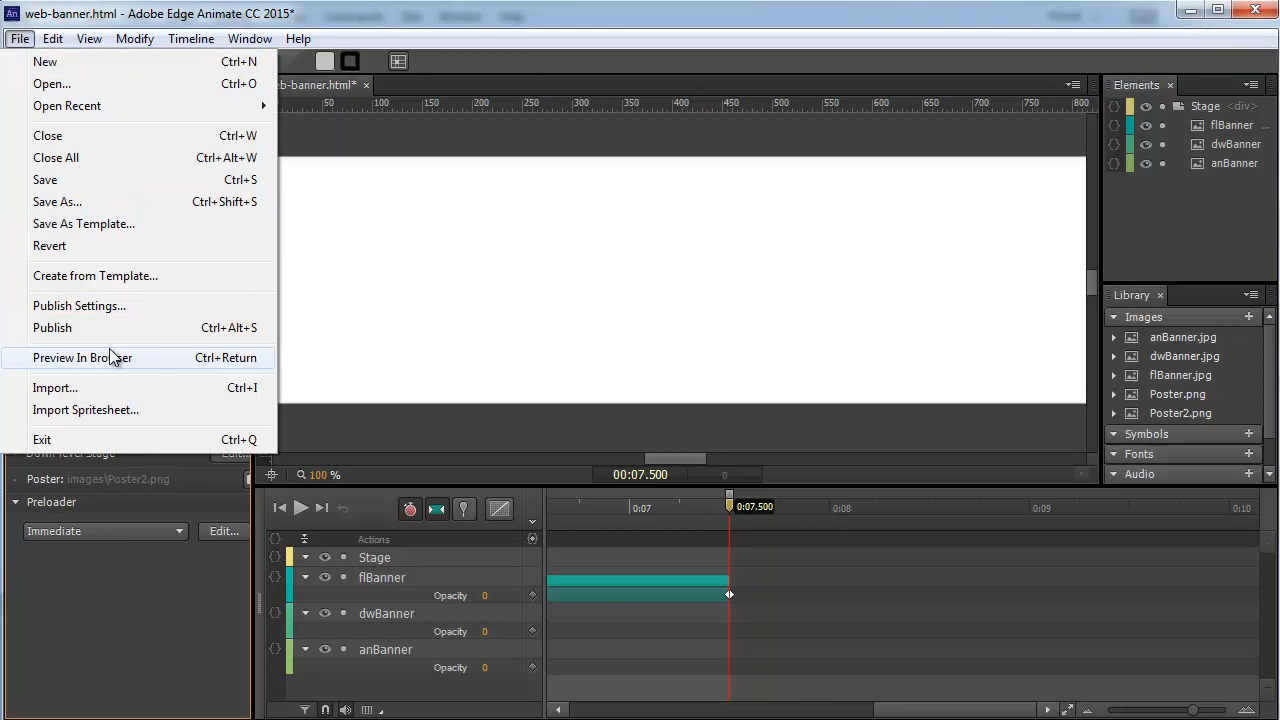 An web-banner.html - Adobe Edge Animate CC 2015*
File Edit View Modify Timeline Window Help
New Ctrl+N
Open... Ctrl+O
Open Recent
Close Ctrl+W
Close All Ctrl+Alt+W
Save Ctrl+S
Save As... Ctrl+Shift+S
Save As Template...
Revert
Create from Template...
Publish Settings...
Publish Ctrl+Alt+S
Preview In Browser Ctrl+Return
Import... Ctrl+I
Import Spritesheet...
Exit Ctrl+Q
eb-banner.html*
50 100 150 200 250 300 350 400 450 500 550 600 650 700 750 800
Elements
Stage <div>
flBanner ...
dwBanner
anBanner
Library
Images
anBanner.jpg
dwBanner.jpg
flBanner.jpg
Poster.png
Poster2.png
Symbols
Fonts
Audio
Poster: images\Poster2.png
Preloader
Immediate Edit...
100 % 00:07.500 0
0:07 0:07.500 0:08 0:09 0:10
Actions
Stage
flBanner
Opacity 0
dwBanner
Opacity 0
anBanner
Opacity 0